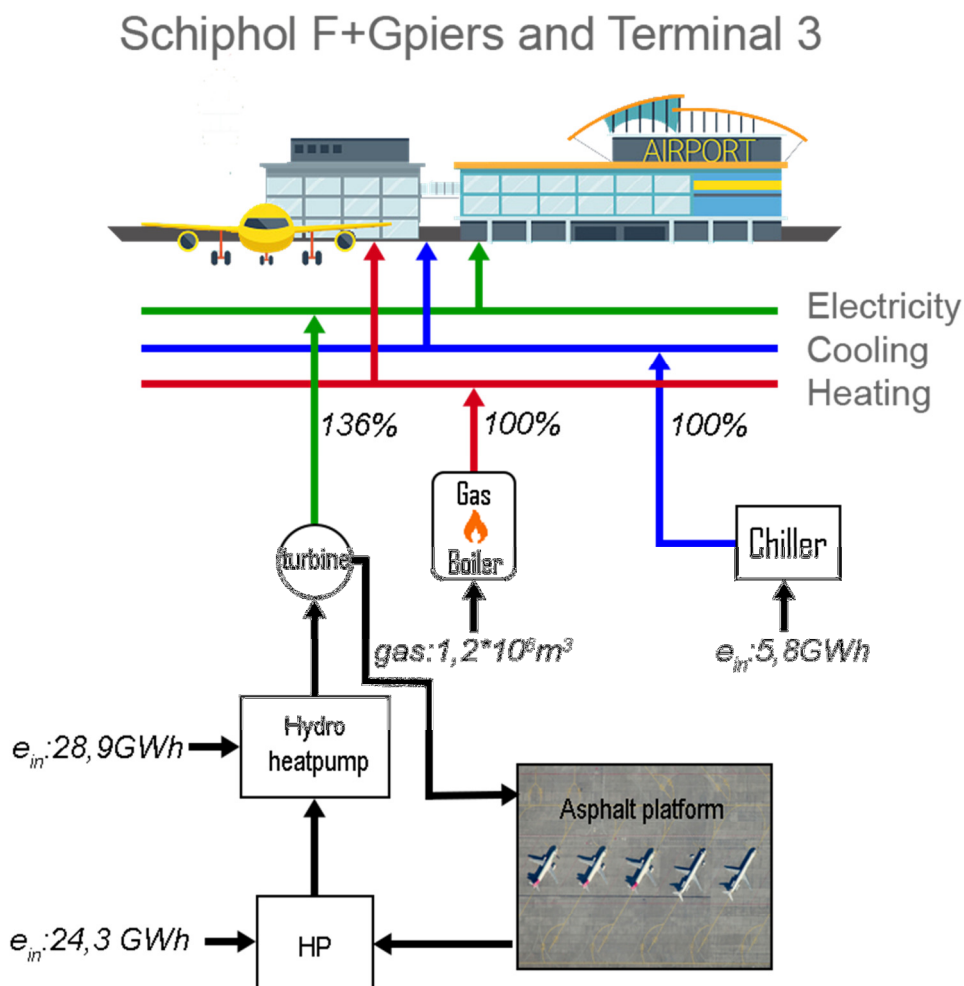 Schiphol F+Gpiers and Terminal 3
AIRPORT
Electricity
Cooling
Heating
136%
100%
100%
Gas
Boiler
turbine
Chiller
gas:1,2*10⁶m³
eᵢₙ:5,8GWh
Hydro
heatpump
eᵢₙ:28,9GWh
Asphalt platform
HP
eᵢₙ:24,3 GWh